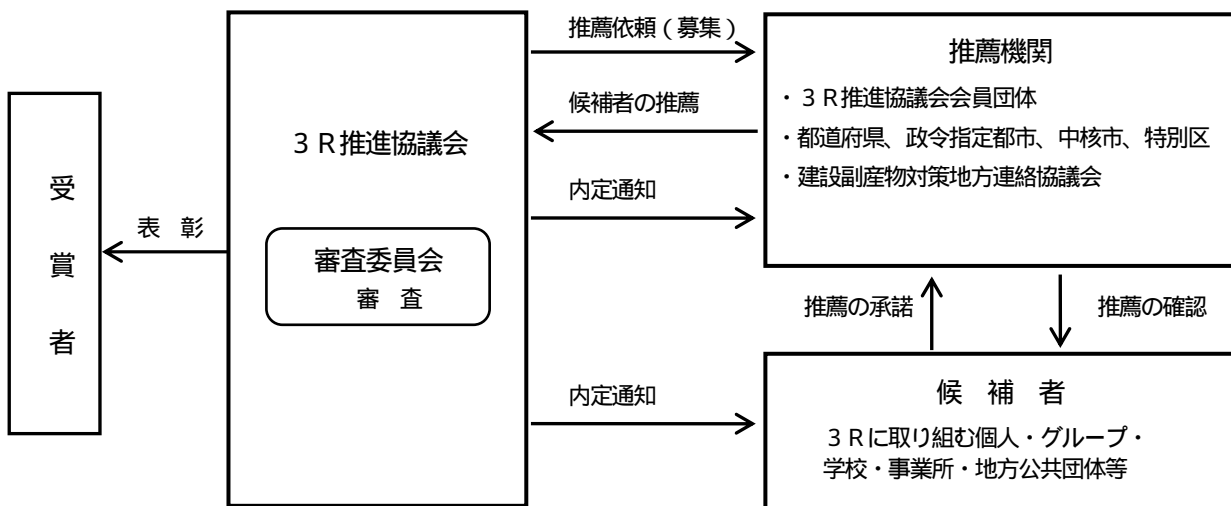 受賞者
表　彰
３Ｒ推進協議会
審査委員会
審　査
推薦依頼（募集）
候補者の推薦
内定通知
内定通知
推薦機関
・３Ｒ推進協議会会員団体
・都道府県、政令指定都市、中核市、特別区
・建設副産物対策地方連絡協議会
推薦の承諾
推薦の確認
候　補　者
３Ｒに取り組む個人・グループ・
学校・事業所・地方公共団体等